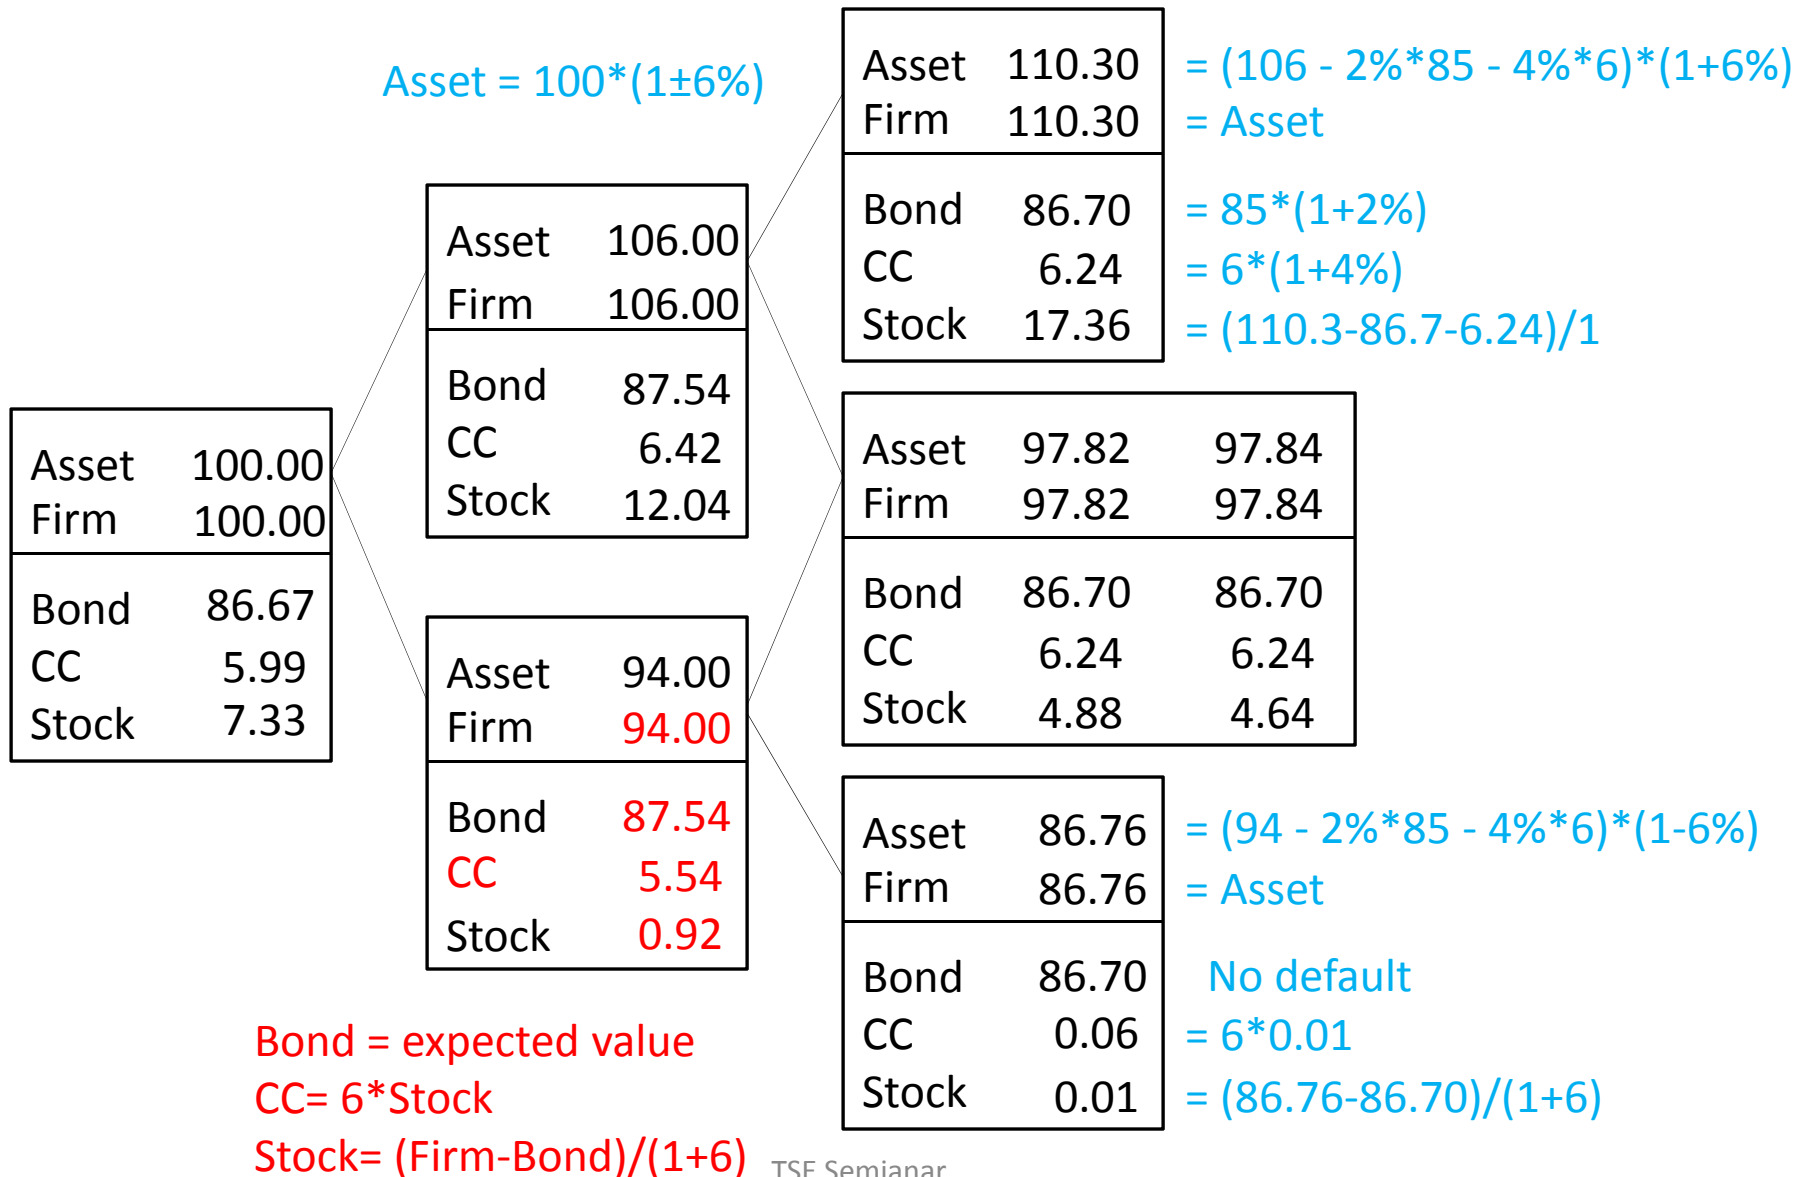 Asset = 100*(1±6%)
Asset 110.30 = (106 - 2%*85 - 4%*6)*(1+6%)
Firm 110.30 = Asset
Bond 86.70 = 85*(1+2%)
CC 6.24 = 6*(1+4%)
Stock 17.36 = (110.3-86.7-6.24)/1
Asset 106.00
Firm 106.00
Bond 87.54
CC 6.42
Stock 12.04
Asset 100.00
Firm 100.00
Bond 86.67
CC 5.99
Stock 7.33
Asset 97.82 97.84
Firm 97.82 97.84
Bond 86.70 86.70
CC 6.24 6.24
Stock 4.88 4.64
Asset 94.00
Firm 94.00
Bond 87.54
CC 5.54
Stock 0.92
Asset 86.76 = (94 - 2%*85 - 4%*6)*(1-6%)
Firm 86.76 = Asset
Bond 86.70 No default
CC 0.06 = 6*0.01
Stock 0.01 = (86.76-86.70)/(1+6)
Bond = expected value
CC= 6*Stock
Stock= (Firm-Bond)/(1+6)
TSE Semianar